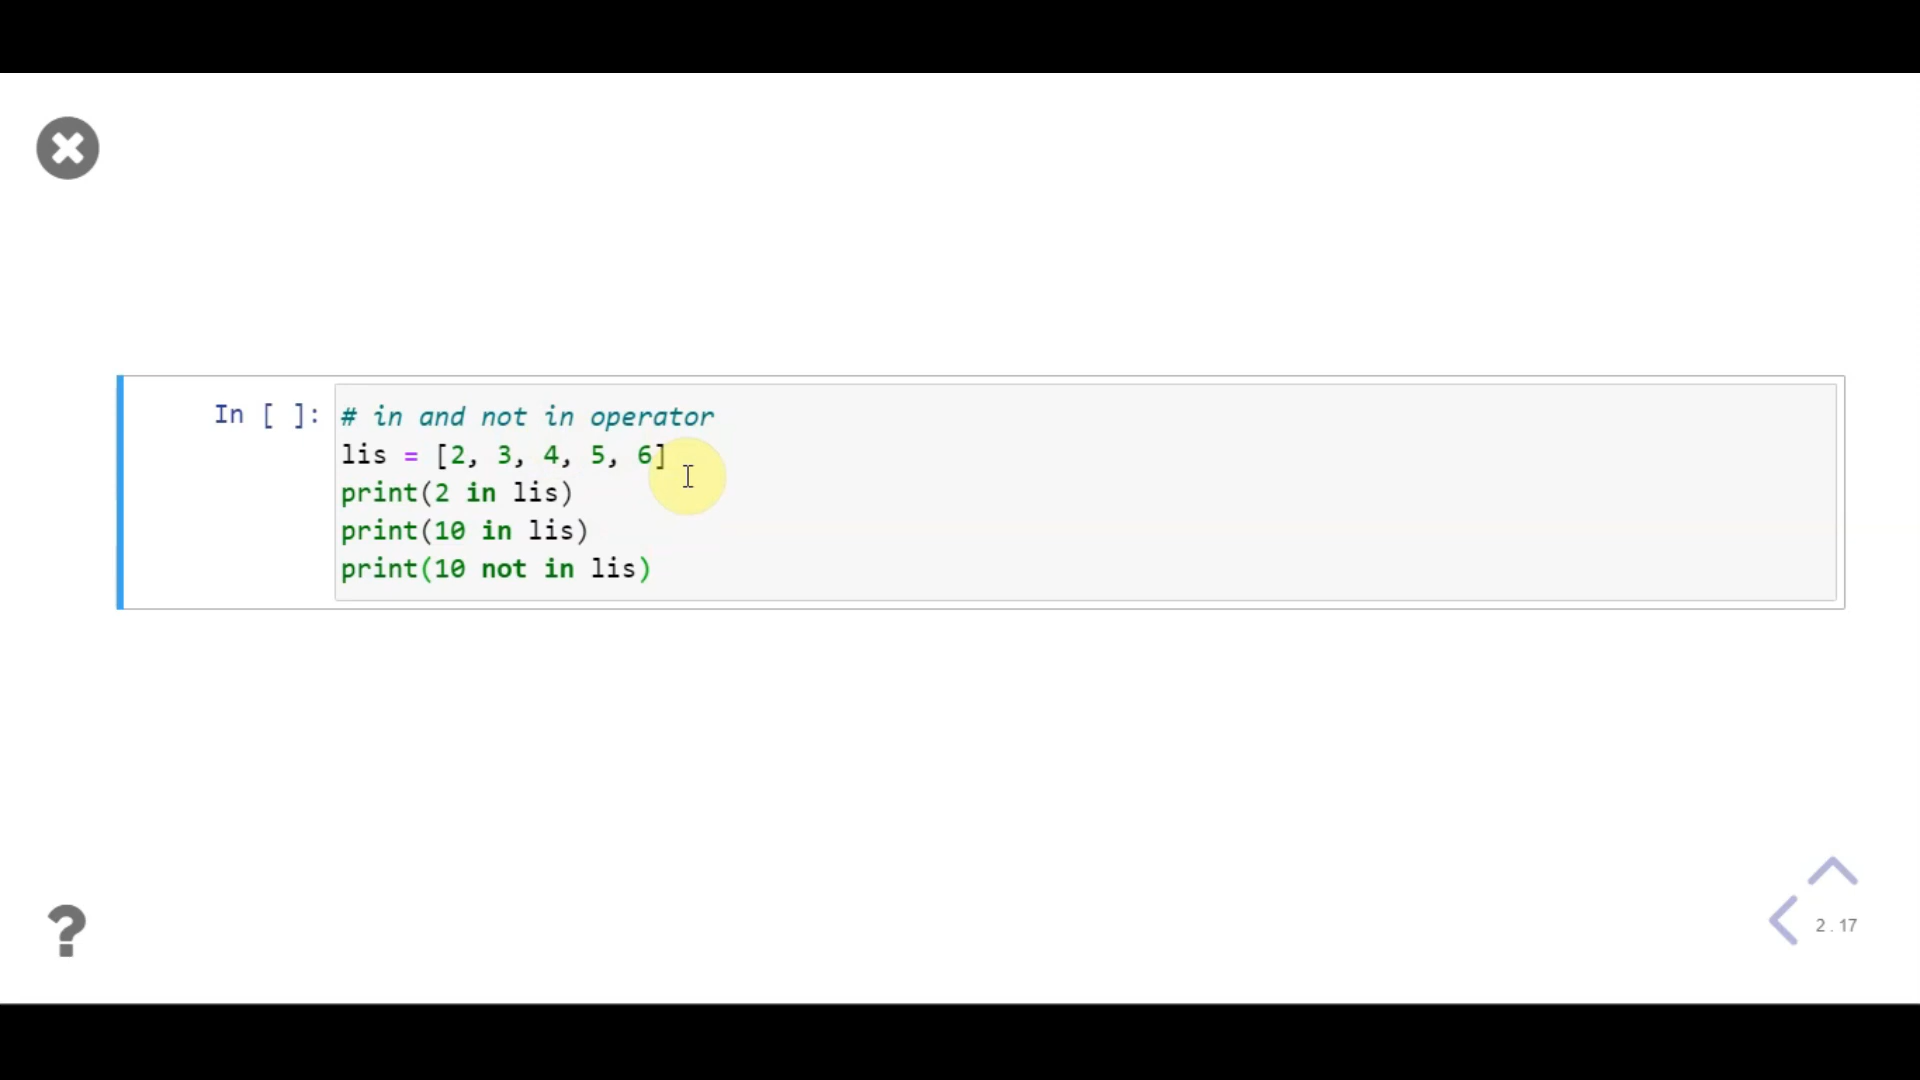 In [ ]:
# in and not in operator
lis = [2, 3, 4, 5, 6]
print(2 in lis)
print(10 in lis)
print(10 not in lis)
?
2 . 17